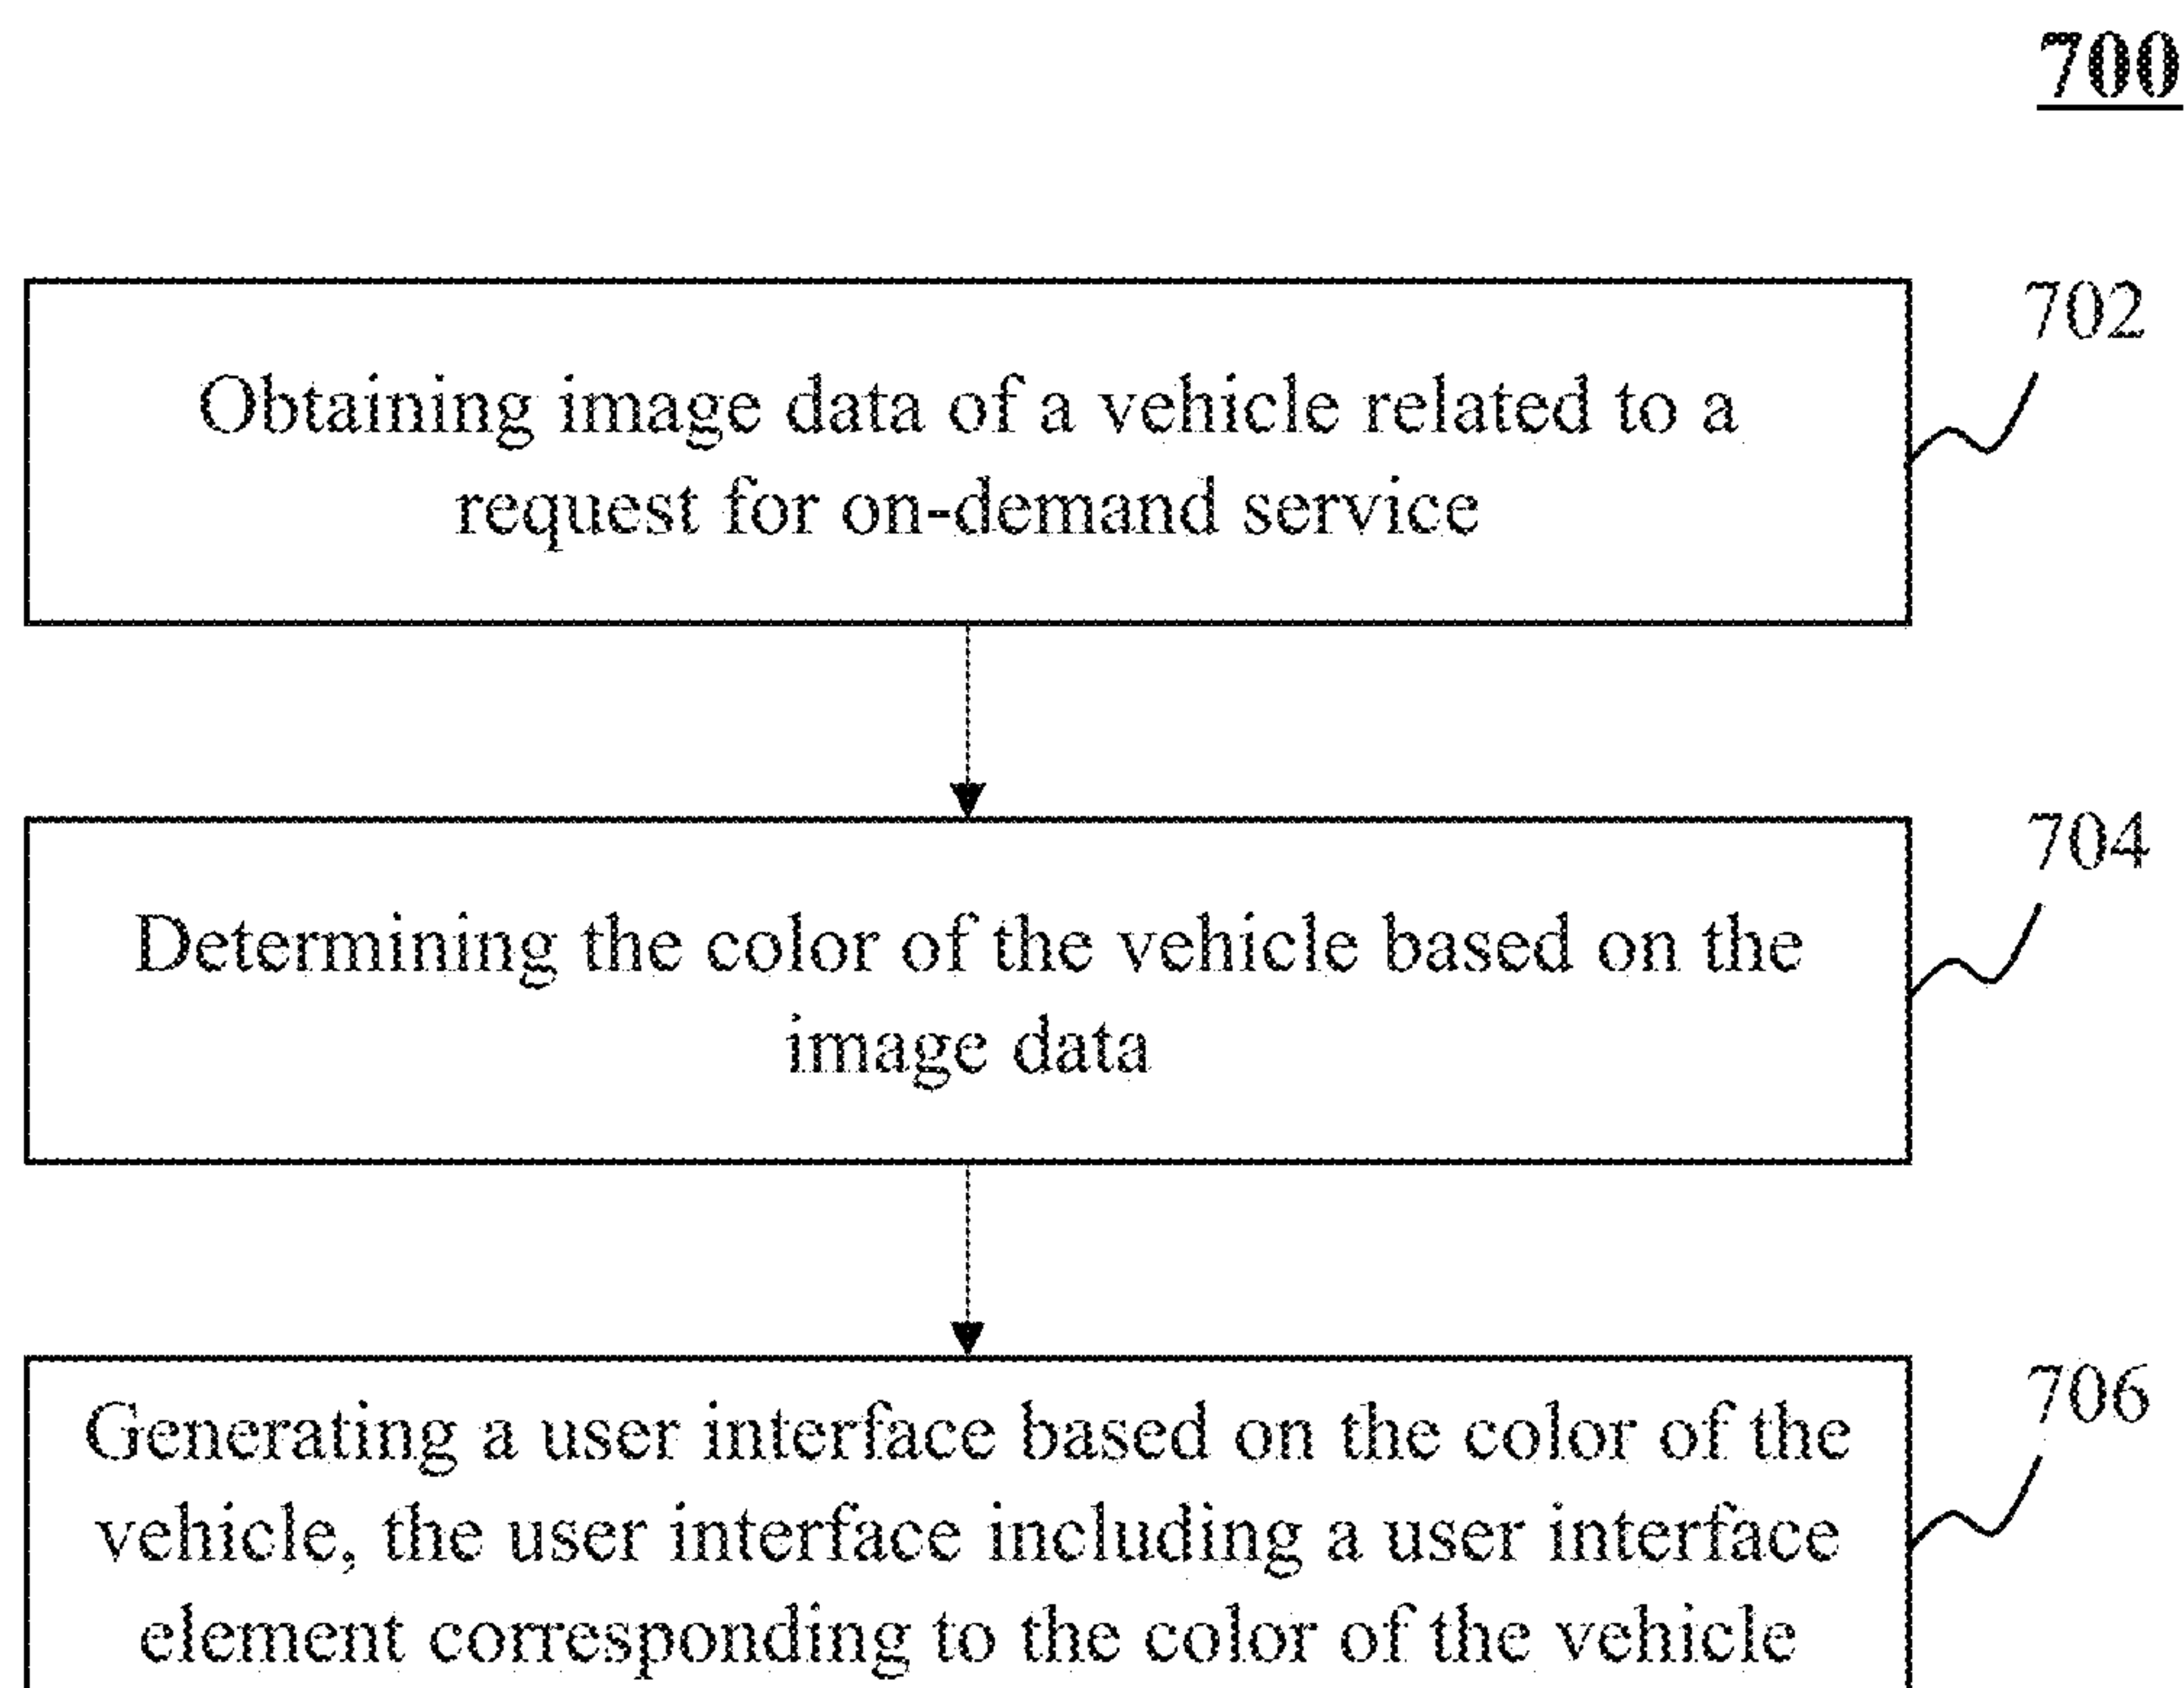 700
702
Obtaining image data of a vehicle related to a
request for on-demand service
704
Determining the color of the vehicle based on the
image data
706
Generating a user interface based on the color of the
vehicle, the user interface including a user interface
element corresponding to the color of the vehicle